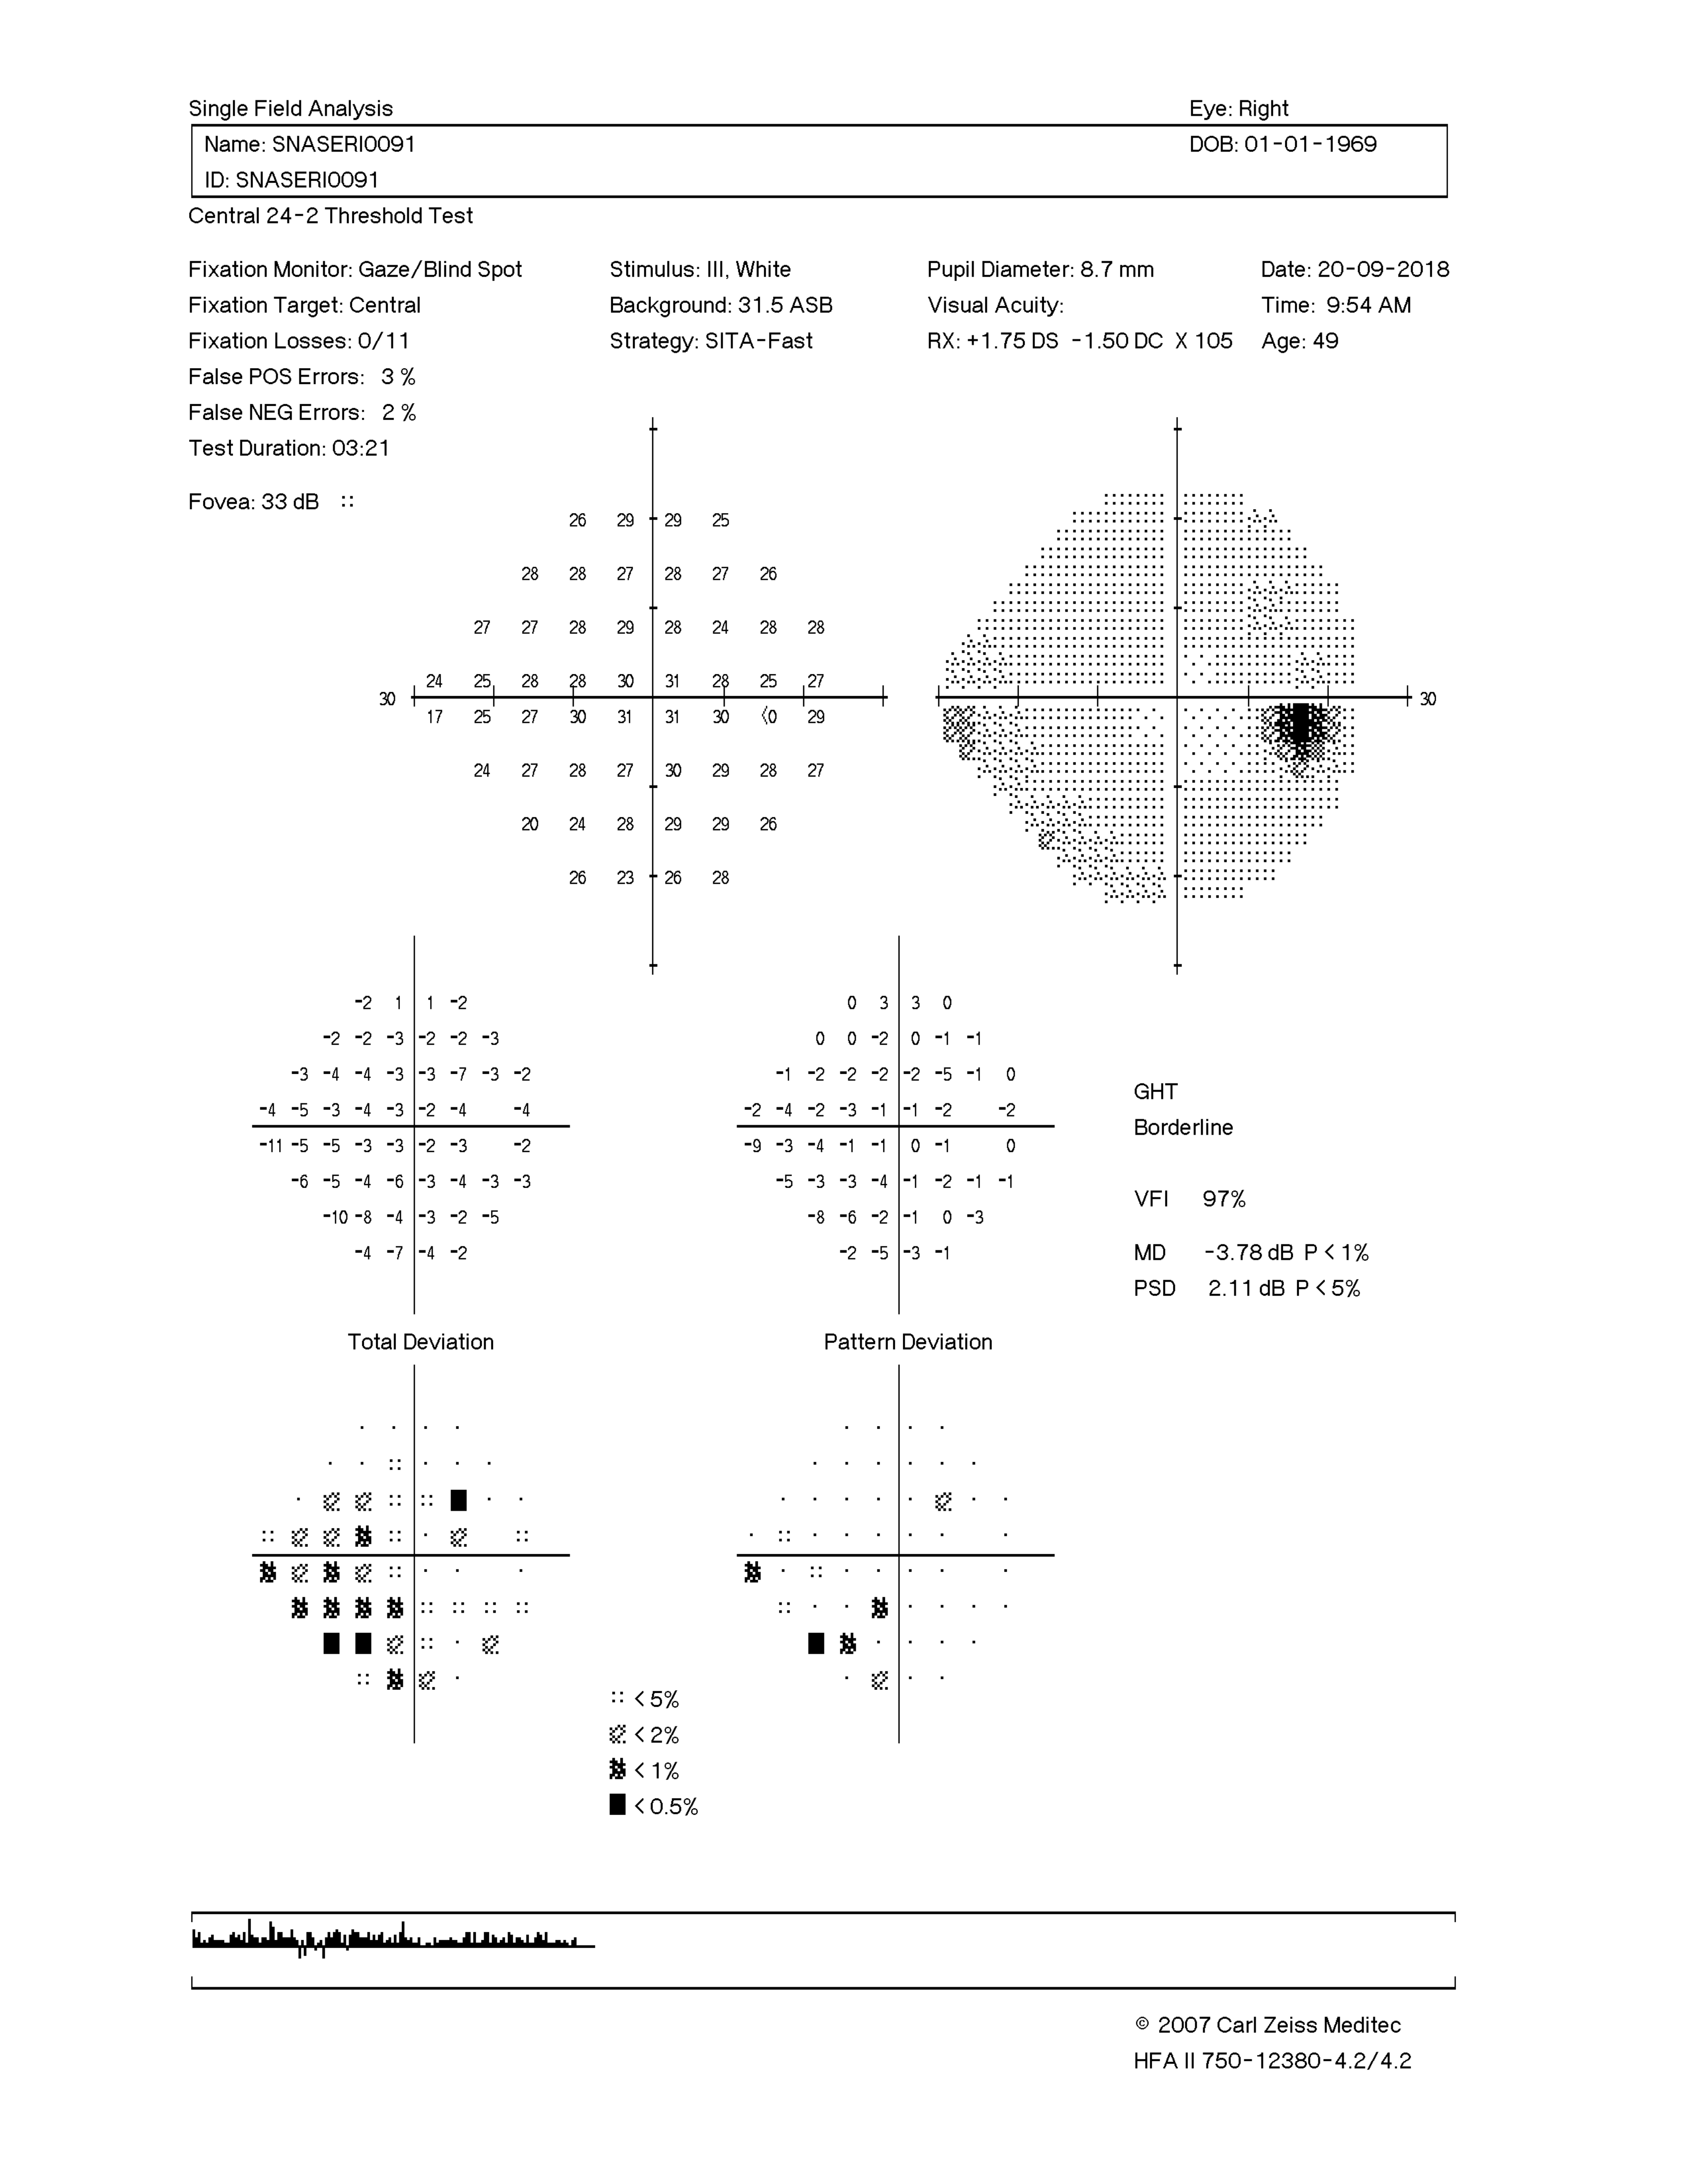 Single Field Analysis Eye: Right
Name: SNASERI0091 DOB: 01-01-1969
ID: SNASERI0091
Central 24-2 Threshold Test
Fixation Monitor: Gaze/Blind Spot Stimulus: III, White Pupil Diameter: 8.7 mm Date: 20-09-2018
Fixation Target: Central Background: 31.5 ASB Visual Acuity: Time: 9:54 AM
Fixation Losses: 0/11 Strategy: SITA-Fast RX: +1.75 DS -1.50 DC X 105 Age: 49
False POS Errors: 3 %
False NEG Errors: 2 %
Test Duration: 03:21
Fovea: 33 dB
26 29 29 25
28 28 27 28 27 26
27 27 28 29 28 24 28 28
24 25 28 28 30 31 28 25 27
30 30
17 25 27 30 31 31 30 <0 29
24 27 28 27 30 29 28 27
20 24 28 29 29 26
26 23 26 28
-2 1 1 -2 0 3 3 0
-2 -2 -3 -2 -2 -3 0 0 -2 0 -1 -1
-3 -4 -4 -3 -3 -7 -3 -2 -1 -2 -2 -2 -2 -5 -1 0
GHT
-4 -5 -3 -4 -3 -2 -4 -4 -2 -4 -2 -3 -1 -1 -2 -2
Borderline
-11 -5 -5 -3 -3 -2 -3 -2 -9 -3 -4 -1 -1 0 -1 0
-6 -5 -4 -6 -3 -4 -3 -3 -5 -3 -3 -4 -1 -2 -1 -1
VFI 97%
-10 -8 -4 -3 -2 -5 -8 -6 -2 -1 0 -3
-4 -7 -4 -2 -2 -5 -3 -1 MD -3.78 dB P < 1%
PSD 2.11 dB P < 5%
Total Deviation Pattern Deviation
< 5%
< 2%
< 1%
< 0.5%
© 2007 Carl Zeiss Meditec
HFA II 750-12380-4.2/4.2